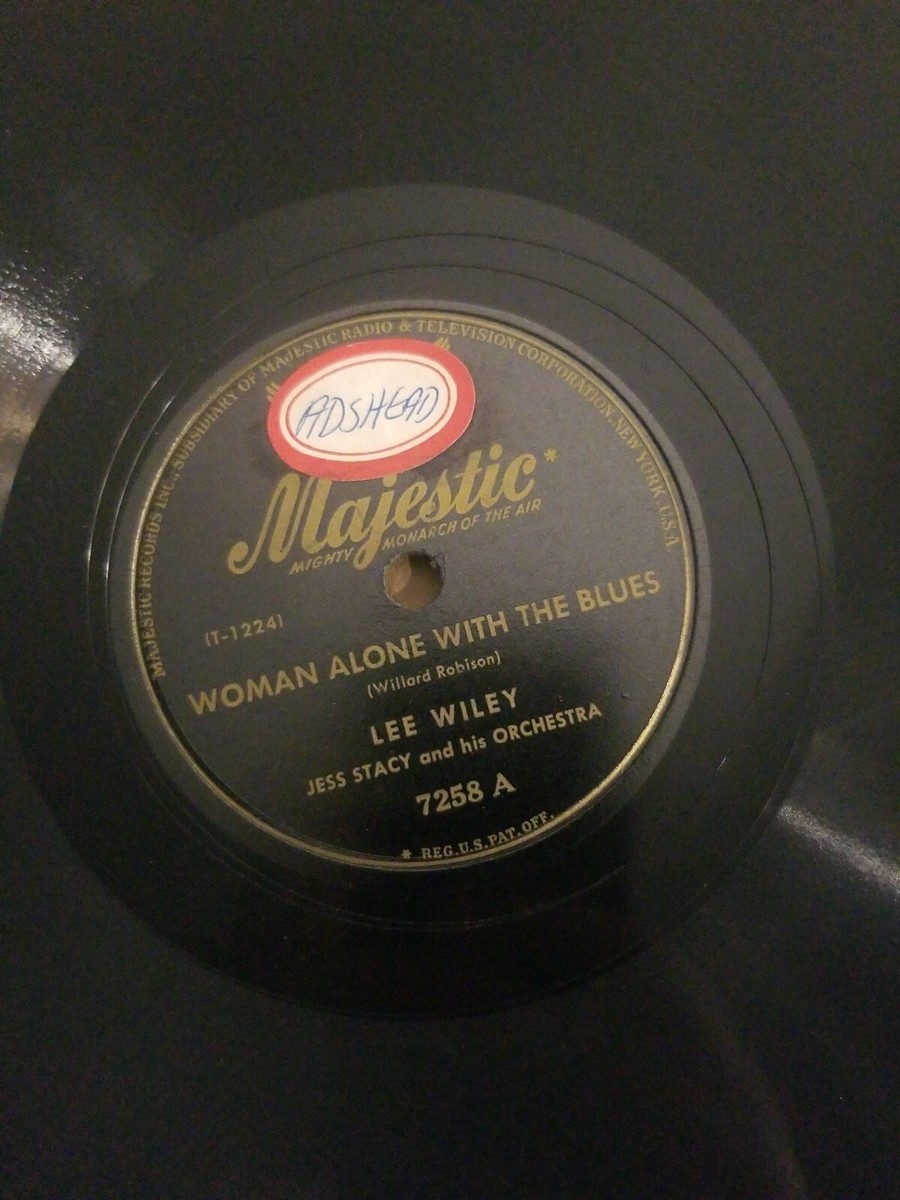 MAJESTIC RECORDS INC., SUBSIDIARY OF MAJESTIC RADIO & TELEVISION CORPORATION, NEW YORK U.S.A.
ADSHEAD
Majestic*
MIGHTY MONARCH OF THE AIR
(T-1224)
WOMAN ALONE WITH THE BLUES
(Willard Robison)
LEE WILEY
JESS STACY and his ORCHESTRA
7258 A
* REG.U.S.PAT.OFF.